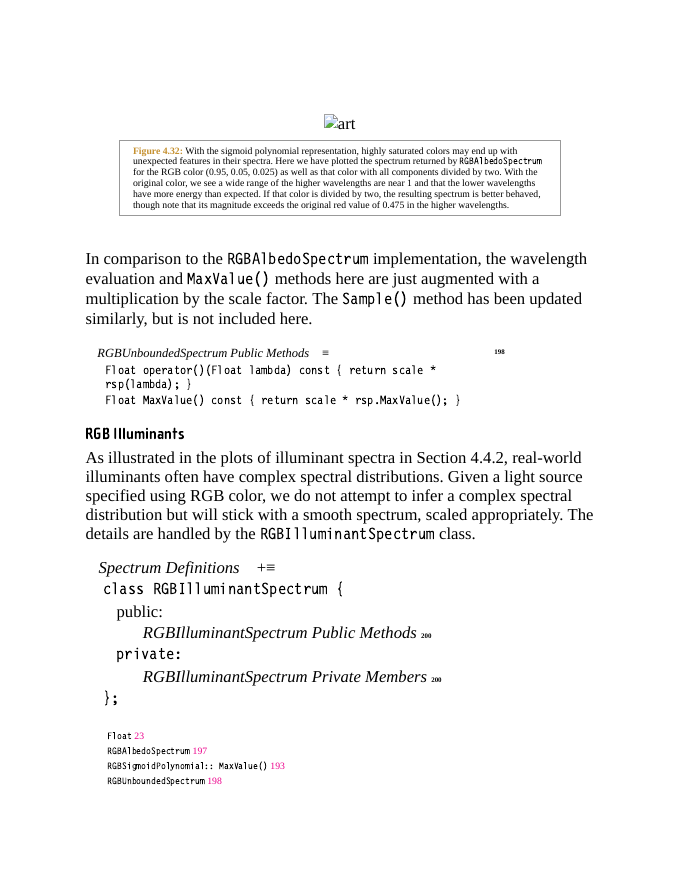 art
Figure 4.32: With the sigmoid polynomial representation, highly saturated colors may end up with
unexpected features in their spectra. Here we have plotted the spectrum returned by RGBAlbedoSpectrum
for the RGB color (0.95, 0.05, 0.025) as well as that color with all components divided by two. With the
original color, we see a wide range of the higher wavelengths are near 1 and that the lower wavelengths
have more energy than expected. If that color is divided by two, the resulting spectrum is better behaved,
though note that its magnitude exceeds the original red value of 0.475 in the higher wavelengths.
In comparison to the RGBAlbedoSpectrum implementation, the wavelength
evaluation and MaxValue() methods here are just augmented with a
multiplication by the scale factor. The Sample() method has been updated
similarly, but is not included here.
RGBUnboundedSpectrum Public Methods ≡ 198
Float operator()(Float lambda) const { return scale *
rsp(lambda); }
Float MaxValue() const { return scale * rsp.MaxValue(); }
RGB Illuminants
As illustrated in the plots of illuminant spectra in Section 4.4.2, real-world
illuminants often have complex spectral distributions. Given a light source
specified using RGB color, we do not attempt to infer a complex spectral
distribution but will stick with a smooth spectrum, scaled appropriately. The
details are handled by the RGBIlluminantSpectrum class.
Spectrum Definitions +≡
class RGBIlluminantSpectrum {
public:
RGBIlluminantSpectrum Public Methods 200
private:
RGBIlluminantSpectrum Private Members 200
};
Float 23
RGBAlbedoSpectrum 197
RGBSigmoidPolynomial:: MaxValue() 193
RGBUnboundedSpectrum 198